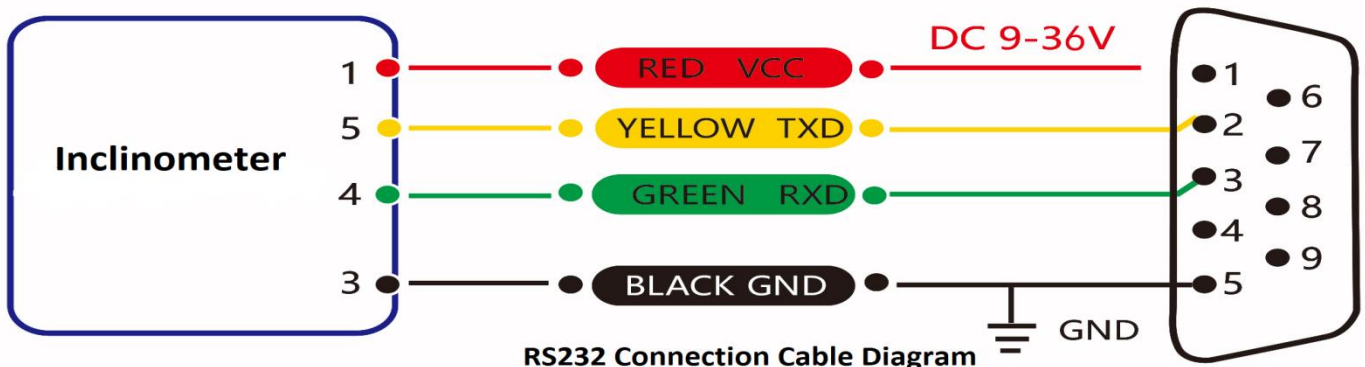 DC 9-36V
1 RED VCC 1
6
5 YELLOW TXD 2
Inclinometer
7
4 GREEN RXD 3
8
4
9
3 BLACK GND 5
GND
RS232 Connection Cable Diagram